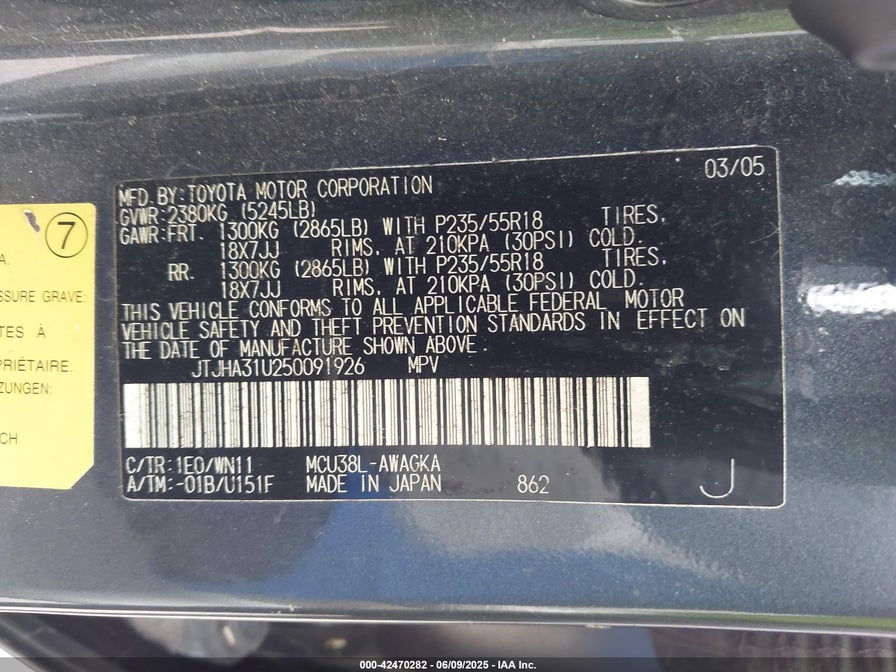 7
A.
SSURE GRAVE:
TES À
PRIÉTAIRE.
ZUNGEN:
CH
03/05
MFD.BY:TOYOTA MOTOR CORPORATION
GVWR:2380KG (5245LB)
GAWR:FRT. 1300KG (2865LB) WITH P235/55R18 TIRES,
18X7JJ RIMS, AT 210KPA (30PSI) COLD.
RR. 1300KG (2865LB) WITH P235/55R18 TIRES,
18X7JJ RIMS, AT 210KPA (30PSI) COLD.
THIS VEHICLE CONFORMS TO ALL APPLICABLE FEDERAL MOTOR
VEHICLE SAFETY AND THEFT PREVENTION STANDARDS IN EFFECT ON
THE DATE OF MANUFACTURE SHOWN ABOVE.
JTJHA31U250091926 MPV
C/TR:1E0/WN11 MCU38L-AWAGKA
A/TM:-01B/U151F MADE IN JAPAN 862 J
000-42470282 - 06/09/2025 - IAA Inc.